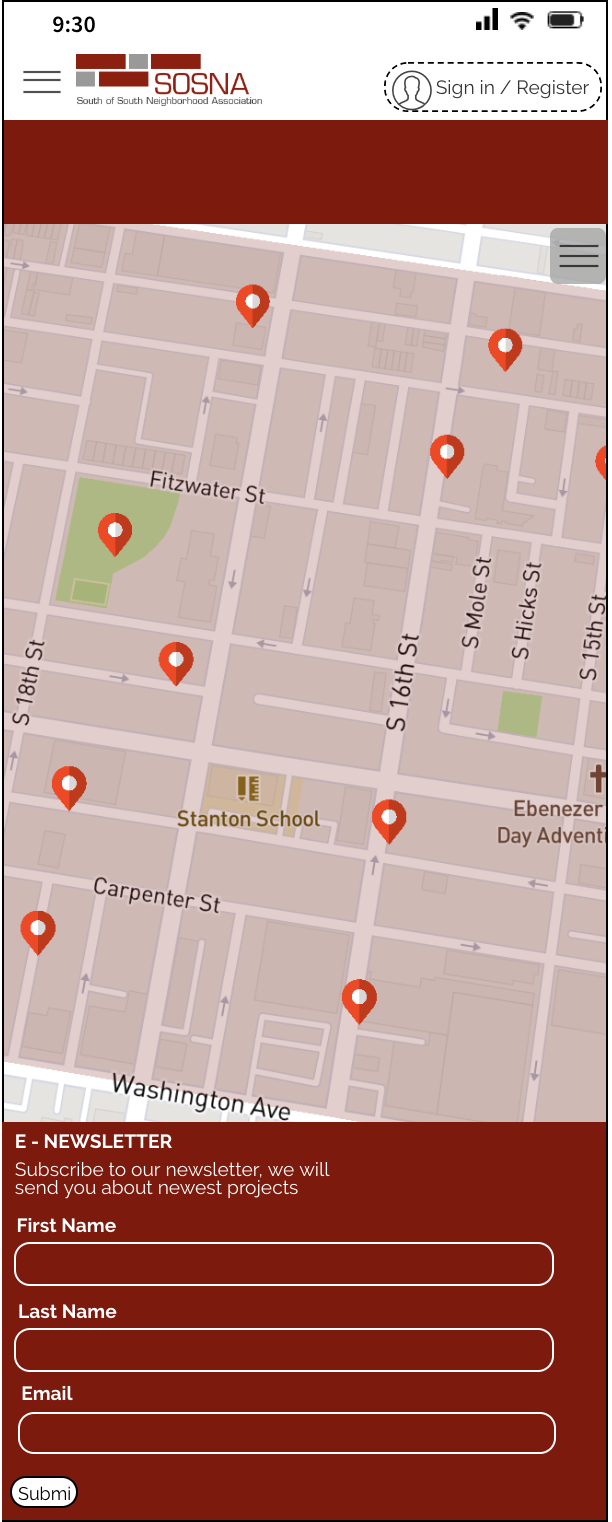 9:30
SOSNA
South of South Neighborhood Association
Sign in / Register
Fitzwater St
S Mole St
S Hicks St
S 15th St
S 16th St
S 18th St
Stanton School
Ebenezer
Day Adventi
Carpenter St
Washington Ave
E - NEWSLETTER
Subscribe to our newsletter, we will
send you about newest projects
First Name
Last Name
Email
Submi